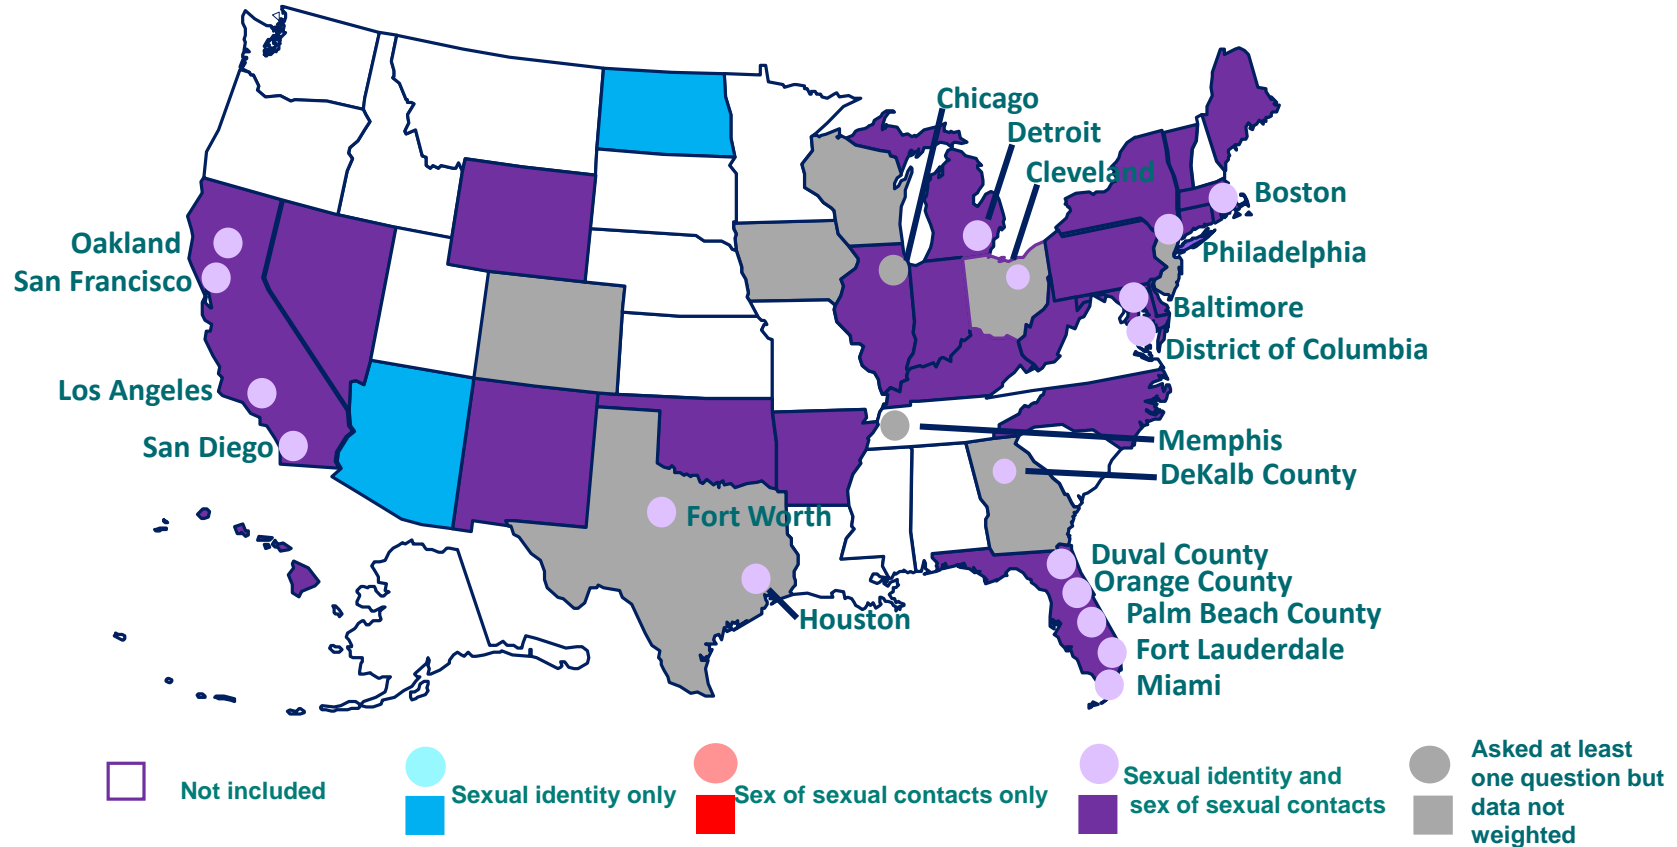 Chicago
Detroit
Cleveland
Boston
Oakland
Philadelphia
San Francisco
Baltimore
District of Columbia
Los Angeles
San Diego
Memphis
DeKalb County
Fort Worth
Duval County
Orange County
Palm Beach County
Houston
Fort Lauderdale
Miami
Not included
Sexual identity only
Sex of sexual contacts only
Sexual identity and
sex of sexual contacts
Asked at least
one question but
data not
weighted